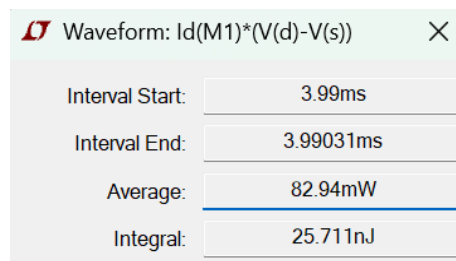 Waveform: Id(M1)*(V(d)-V(s))
Interval Start: 3.99ms
Interval End: 3.99031ms
Average: 82.94mW
Integral: 25.711nJ